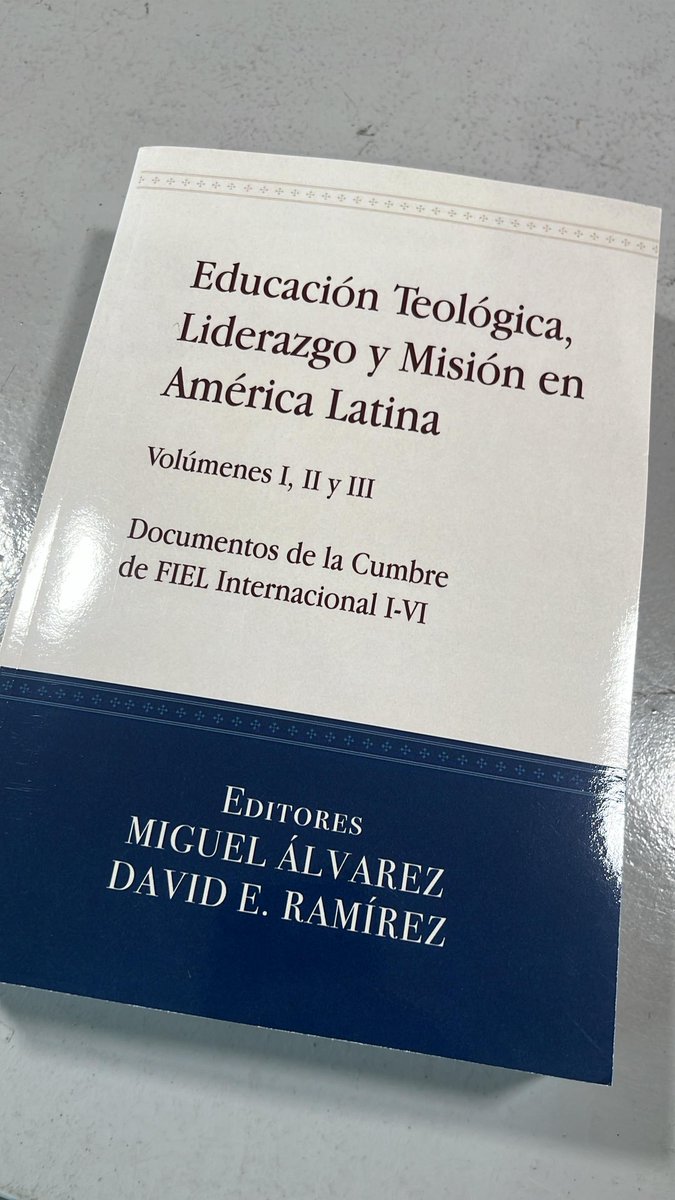 Educación Teológica,
Liderazgo y Misión en
América Latina
Volúmenes I, II y III
Documentos de la Cumbre
de FIEL Internacional I-VI
EDITORES
MIGUEL ÁLVAREZ
DAVID E. RAMÍREZ